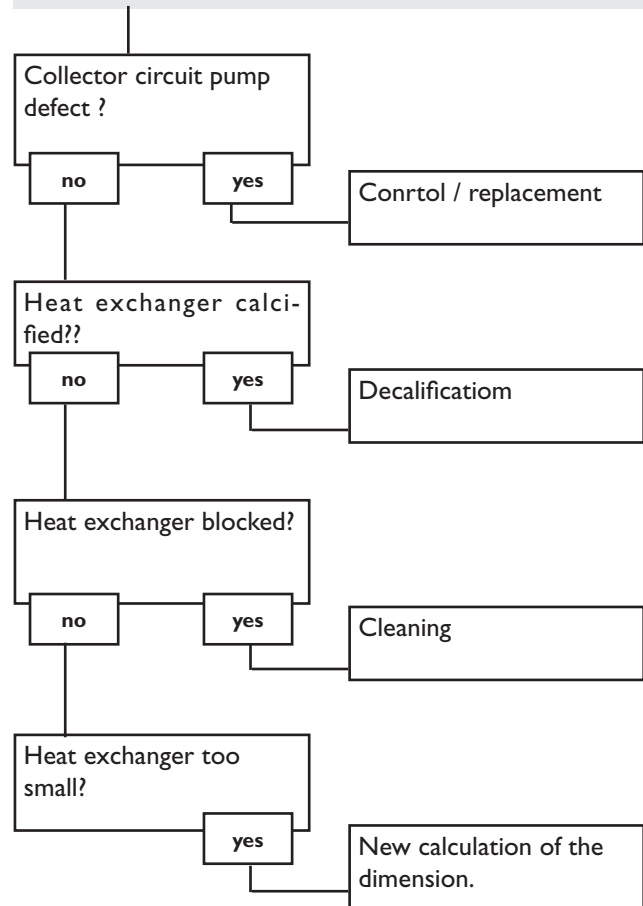 Collector circuit pump
defect ?
no
yes
Conrtol / replacement
Heat exchanger calci-
fied??
no
yes
Decalificatiom
Heat exchanger blocked?
no
yes
Cleaning
Heat exchanger too
small?
yes
New calculation of the
dimension.